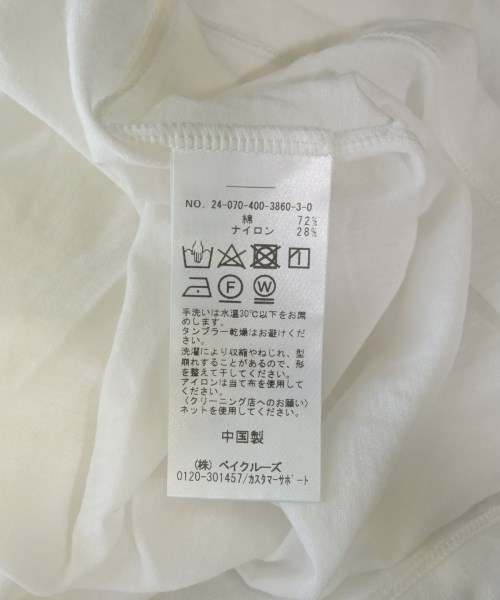 NO. 24-070-400-3860-3-0
綿 72%
ナイロン 28%
F W
手洗いは水温30℃以下をお薦
めします。
タンブラー乾燥はお避けくださ
い。
洗濯により収縮やねじれ、型
崩れすることがあるので、形
を整えて干してください。
アイロンは当て布を使用して
ください。
〈クリーニング店へのお願い〉
ネットを使用してください。
中国製
(株) ベイクルーズ
0120-301457/カスタマーサポート